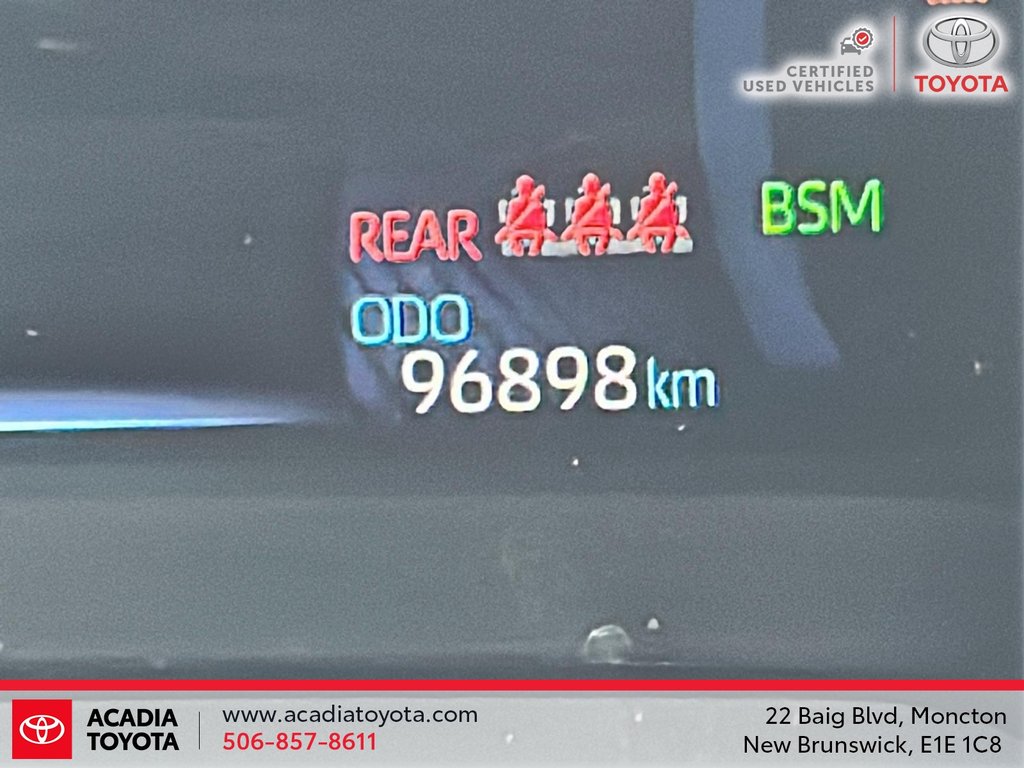 CERTIFIED
USED VEHICLES
TOYOTA
REAR
BSM
ODO
96898 km
ACADIA
TOYOTA
www.acadiatoyota.com
506-857-8611
22 Baig Blvd, Moncton
New Brunswick, E1E 1C8